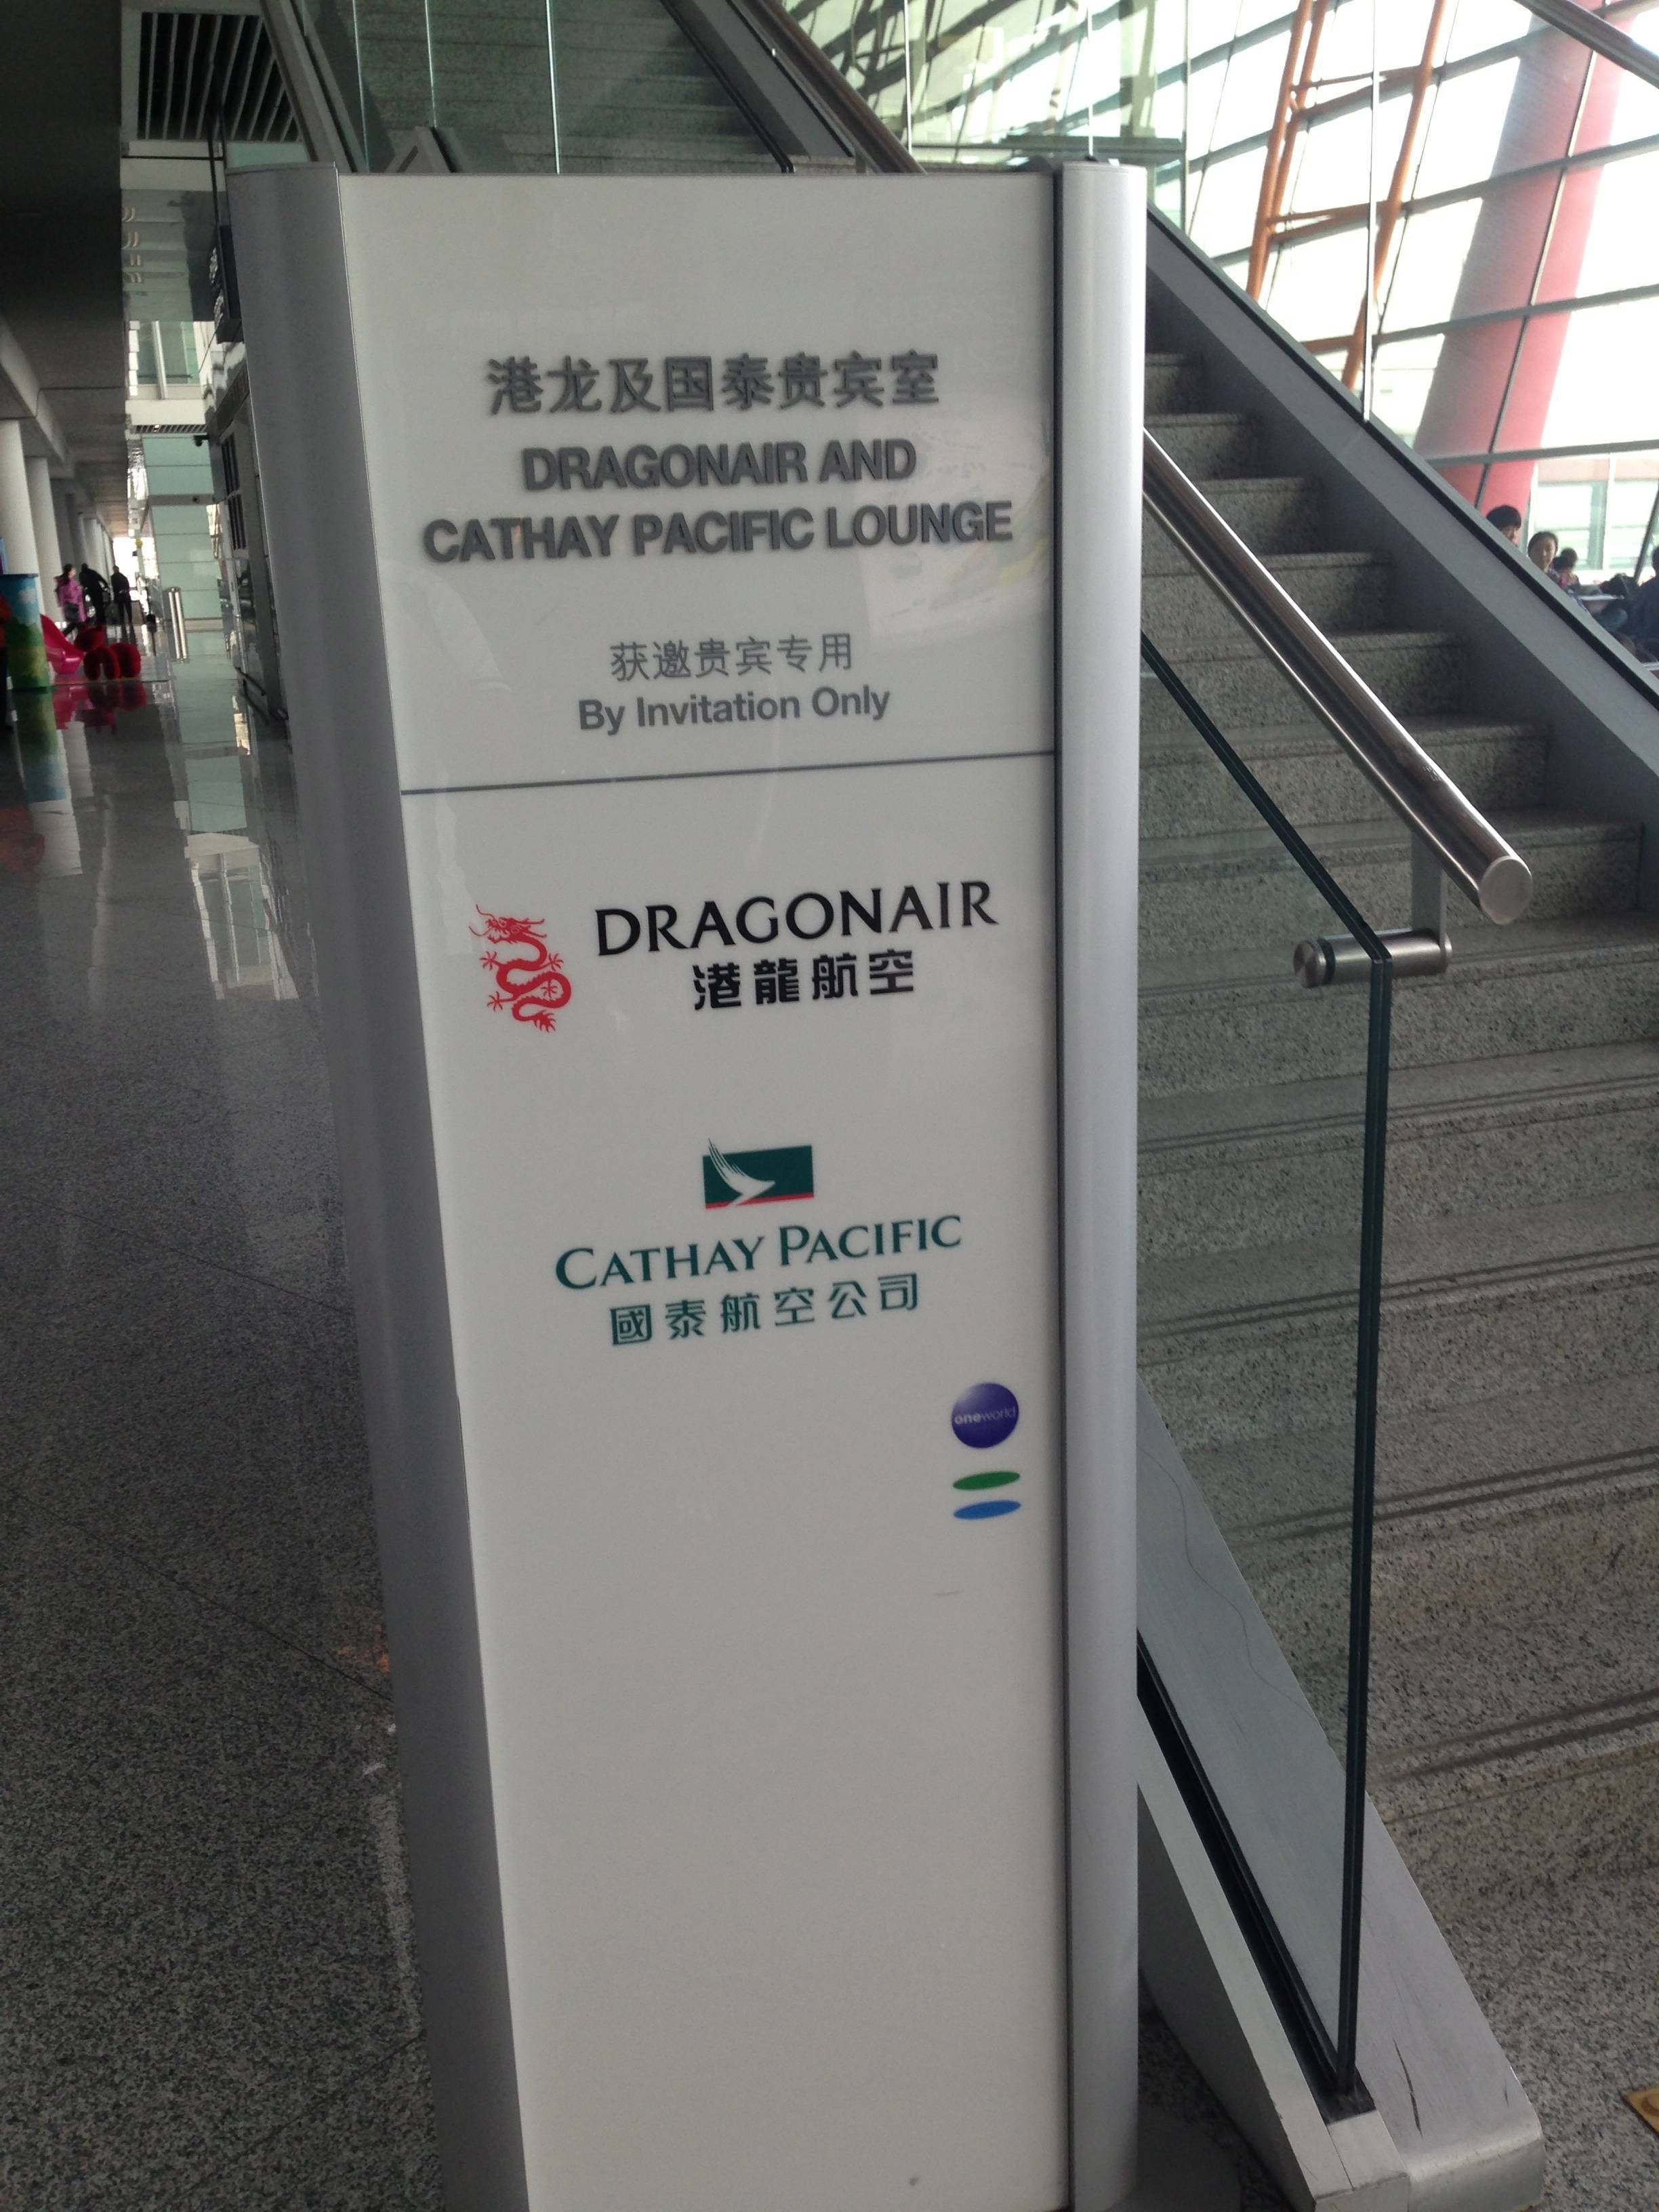 港龙及国泰贵宾室
DRAGONAIR AND
CATHAY PACIFIC LOUNGE
获邀贵宾专用
By Invitation Only
DRAGONAIR
港龍航空
CATHAY PACIFIC
國泰航空公司
oneworld